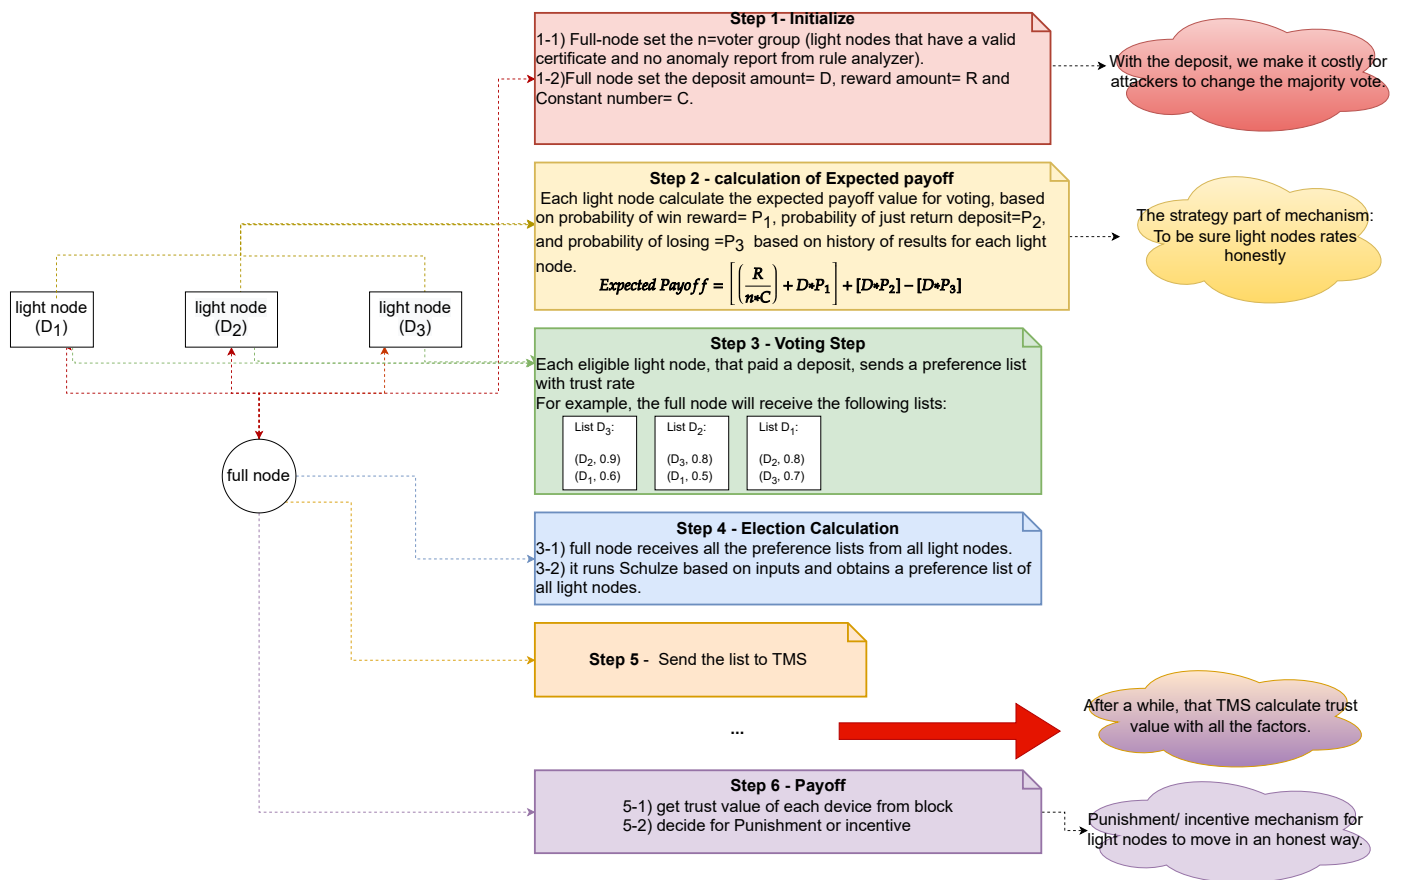 Step 1- Initialize
1-1) Full-node set the n=voter group (light nodes that have a valid
certificate and no anomaly report from rule analyzer).
1-2)Full node set the deposit amount= D, reward amount= R and
Constant number= C.
With the deposit, we make it costly for
attackers to change the majority vote.
Step 2 - calculation of Expected payoff
Each light node calculate the expected payoff value for voting, based
on probability of win reward= P1, probability of just return deposit=P2,
and probability of losing =P3 based on history of results for each light
node.
Expected Payoff = [(R/n*C) + D*P1] + [D*P2] − [D*P3]
The strategy part of mechanism:
To be sure light nodes rates
honestly
light node
(D1)
light node
(D2)
light node
(D3)
Step 3 - Voting Step
Each eligible light node, that paid a deposit, sends a preference list
with trust rate
For example, the full node will receive the following lists:
List D3:
(D2, 0.9)
(D1, 0.6)
List D2:
(D3, 0.8)
(D1, 0.5)
List D1:
(D2, 0.8)
(D3, 0.7)
full node
Step 4 - Election Calculation
3-1) full node receives all the preference lists from all light nodes.
3-2) it runs Schulze based on inputs and obtains a preference list of
all light nodes.
Step 5 - Send the list to TMS
...
After a while, that TMS calculate trust
value with all the factors.
Step 6 - Payoff
5-1) get trust value of each device from block
5-2) decide for Punishment or incentive
Punishment/ incentive mechanism for
light nodes to move in an honest way.